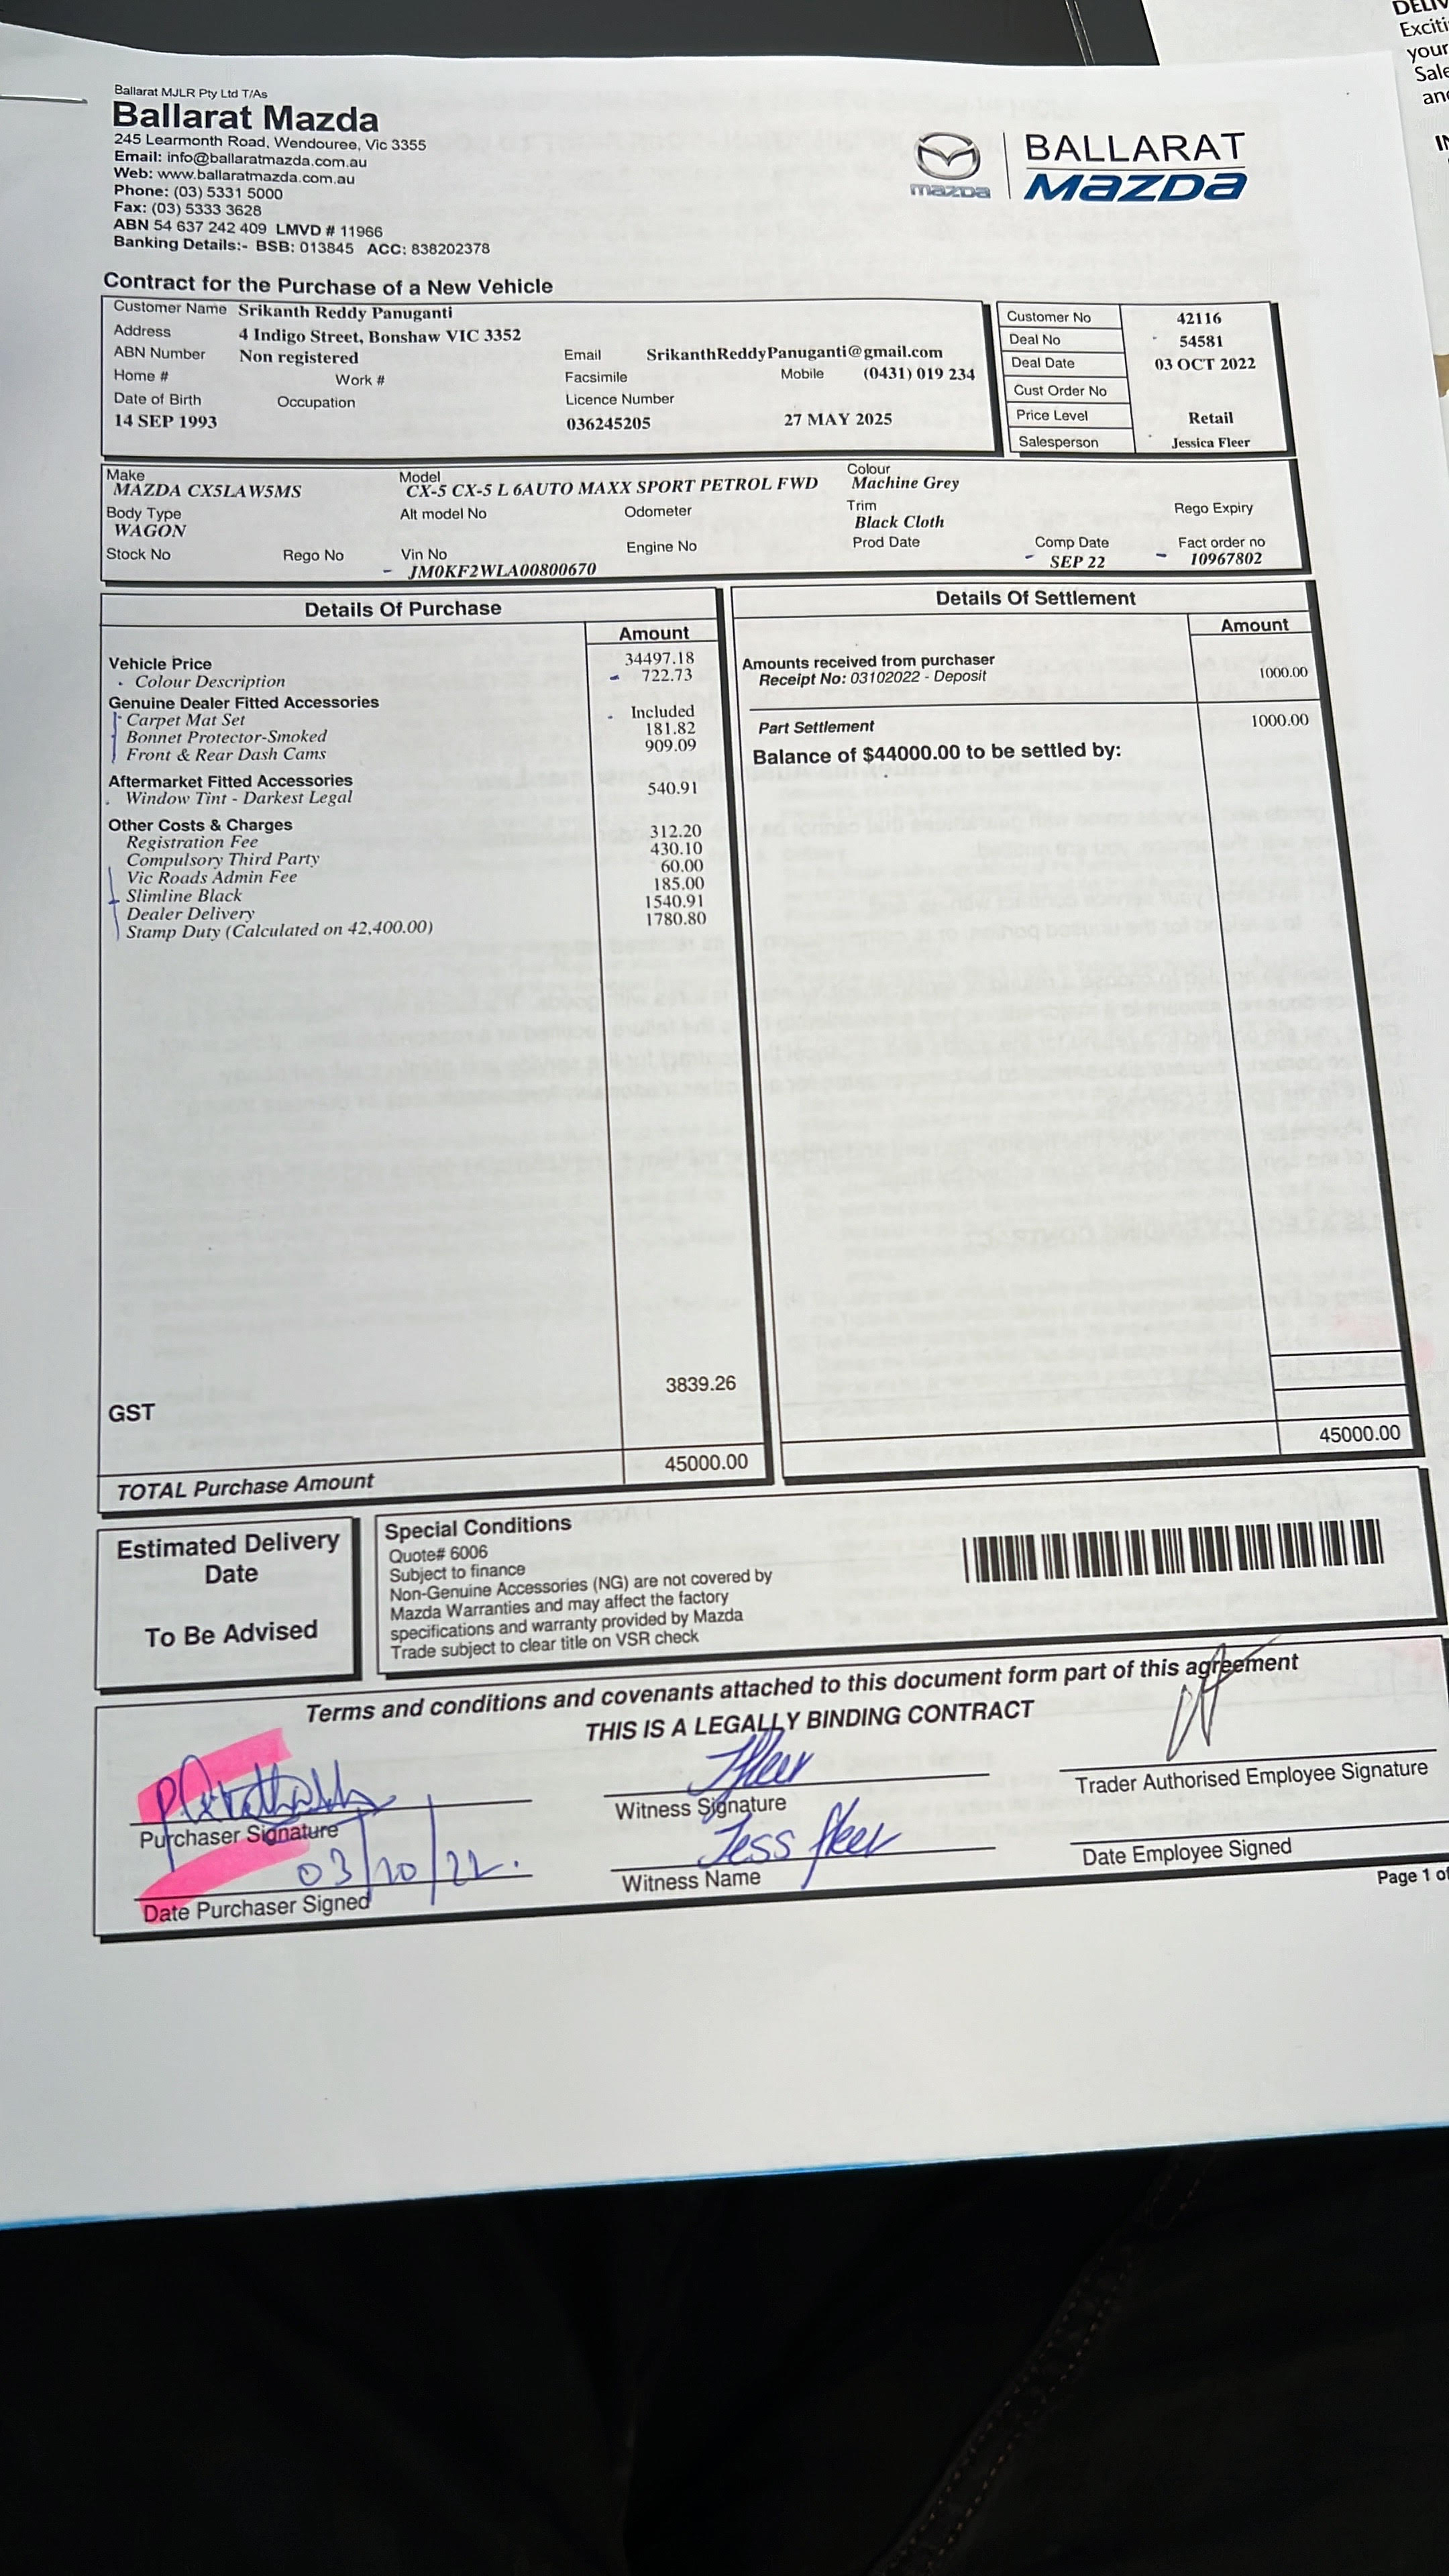 DELIV
Exciti
your
Sale
and
IN
Ballarat MJLR Pty Ltd T/As
Ballarat Mazda
245 Learmonth Road, Wendouree, Vic 3355
Email: info@ballaratmazda.com.au
Web: www.ballaratmazda.com.au
Phone: (03) 5331 5000
Fax: (03) 5333 3628
ABN 54 637 242 409 LMVD # 11966
Banking Details:- BSB: 013845 ACC: 838202378
mazda
BALLARAT
mazda
Contract for the Purchase of a New Vehicle
Customer Name Srikanth Reddy Panuganti
Address 4 Indigo Street, Bonshaw VIC 3352
ABN Number Non registered Email SrikanthReddyPanuganti@gmail.com
Home # Work # Facsimile Mobile (0431) 019 234
Date of Birth Occupation Licence Number
14 SEP 1993 036245205 27 MAY 2025
Customer No 42116
Deal No 54581
Deal Date 03 OCT 2022
Cust Order No
Price Level Retail
Salesperson Jessica Fleer
Make Model Colour
MAZDA CX5LAW5MS CX-5 CX-5 L 6AUTO MAXX SPORT PETROL FWD Machine Grey
Body Type Alt model No Odometer Trim Rego Expiry
WAGON Black Cloth
Stock No Rego No Vin No Engine No Prod Date Comp Date Fact order no
JM0KF2WLA00800670 SEP 22 10967802
Details Of Purchase
Amount
Vehicle Price 34497.18
Colour Description 722.73
Genuine Dealer Fitted Accessories
Carpet Mat Set Included
Bonnet Protector-Smoked 181.82
Front & Rear Dash Cams 909.09
Aftermarket Fitted Accessories
Window Tint - Darkest Legal 540.91
Other Costs & Charges
Registration Fee 312.20
Compulsory Third Party 430.10
Vic Roads Admin Fee 60.00
Slimline Black 185.00
Dealer Delivery 1540.91
Stamp Duty (Calculated on 42,400.00) 1780.80
GST 3839.26
TOTAL Purchase Amount 45000.00
Details Of Settlement
Amount
Amounts received from purchaser
Receipt No: 03102022 - Deposit 1000.00
Part Settlement 1000.00
Balance of $44000.00 to be settled by:
45000.00
Estimated Delivery
Date
To Be Advised
Special Conditions
Quote# 6006
Subject to finance
Non-Genuine Accessories (NG) are not covered by
Mazda Warranties and may affect the factory
specifications and warranty provided by Mazda
Trade subject to clear title on VSR check
Terms and conditions and covenants attached to this document form part of this agreement
THIS IS A LEGALLY BINDING CONTRACT
Purchaser Signature
03/10/22.
Date Purchaser Signed
Jfleer
Witness Signature
Jess fleer
Witness Name
Trader Authorised Employee Signature
Date Employee Signed
Page 1 of